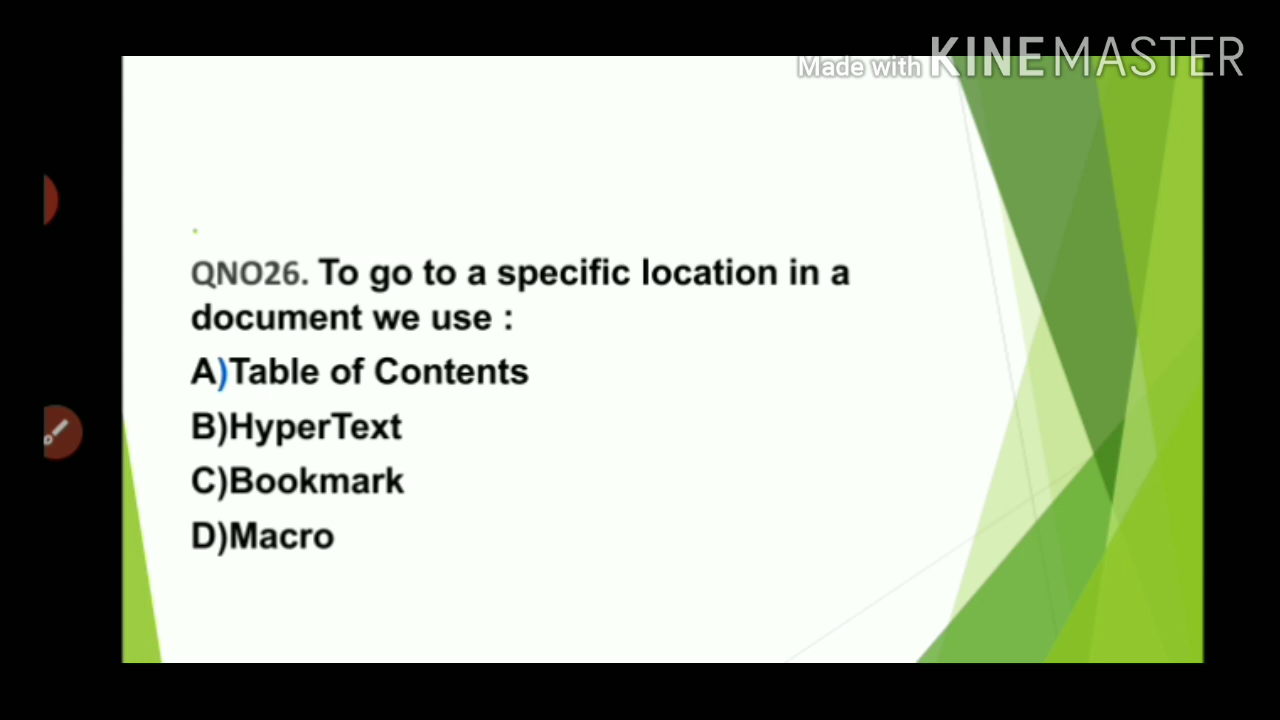 Made with KINEMASTER
QNO26. To go to a specific location in a
document we use :
A)Table of Contents
B)HyperText
C)Bookmark
D)Macro